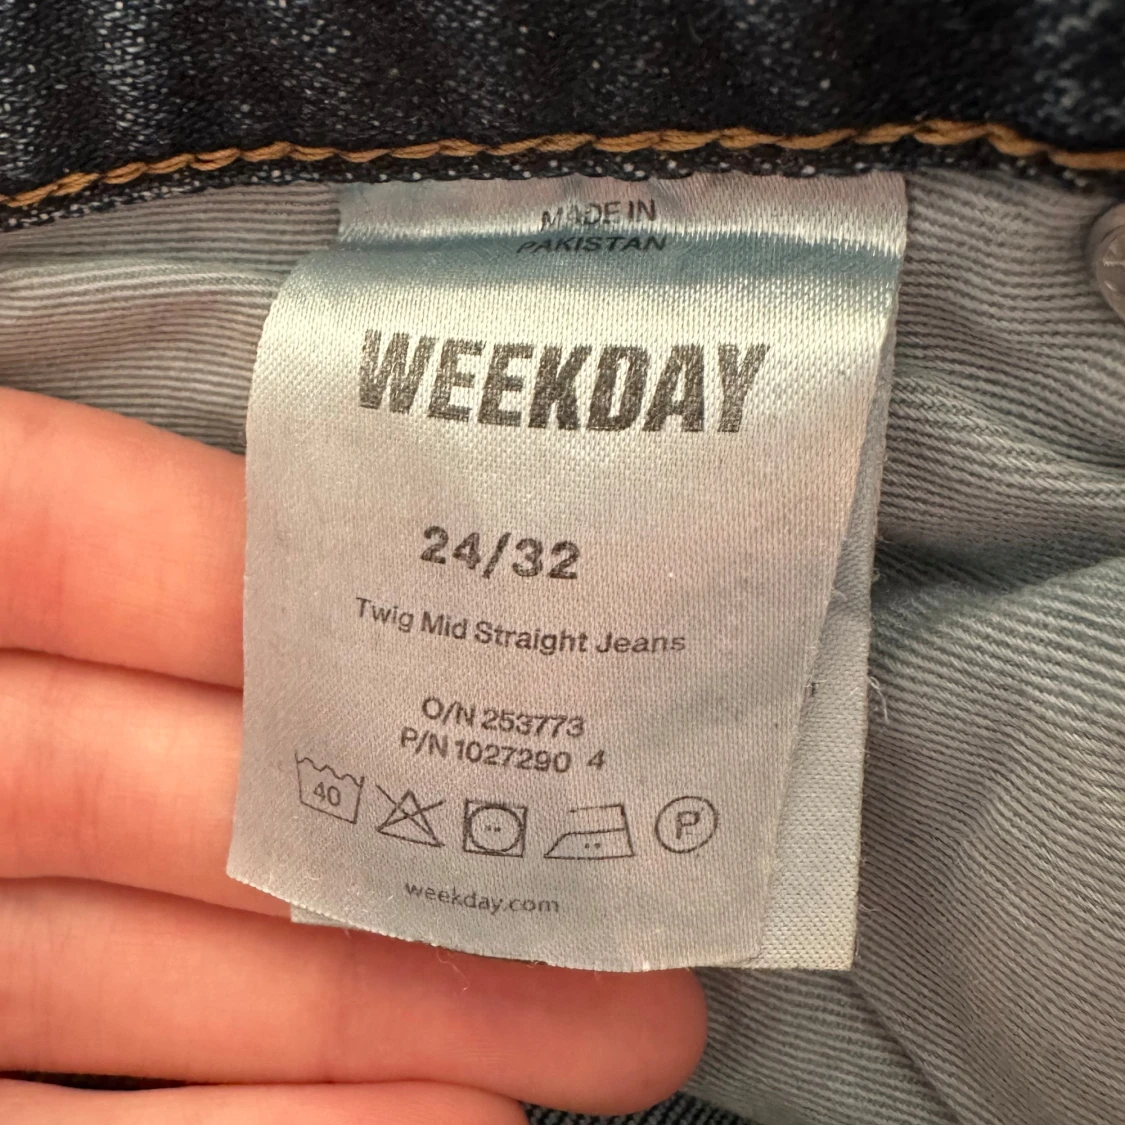 MADE IN
PAKISTAN
WEEKDAY
24/32
Twig Mid Straight Jeans
O/N 253773
P/N 1027290 4
40
P
weekday.com